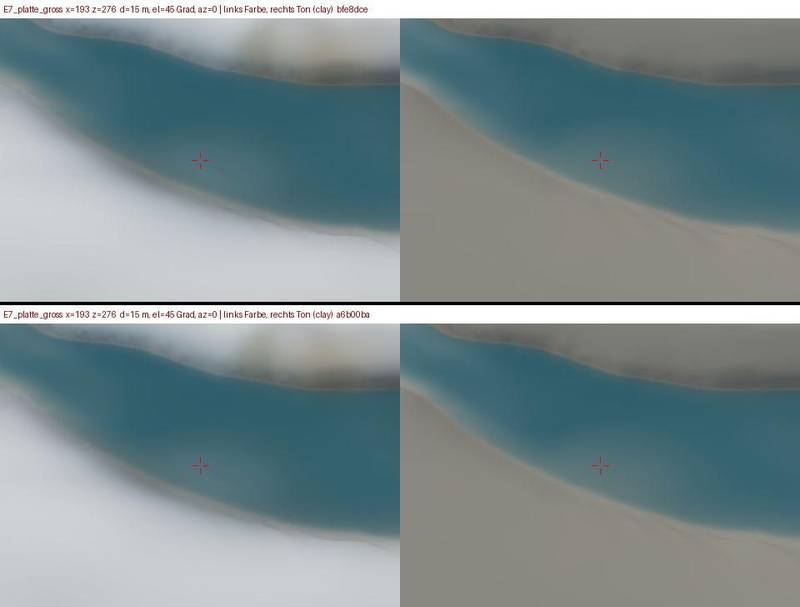 E7_platte_gross x=193 z=276 d=15 m, el=45 Grad, az=0 | links Farbe, rechts Ton (clay) bfe8dce
E7_platte_gross x=193 z=276 d=15 m, el=45 Grad, az=0 | links Farbe, rechts Ton (clay) a6b00ba